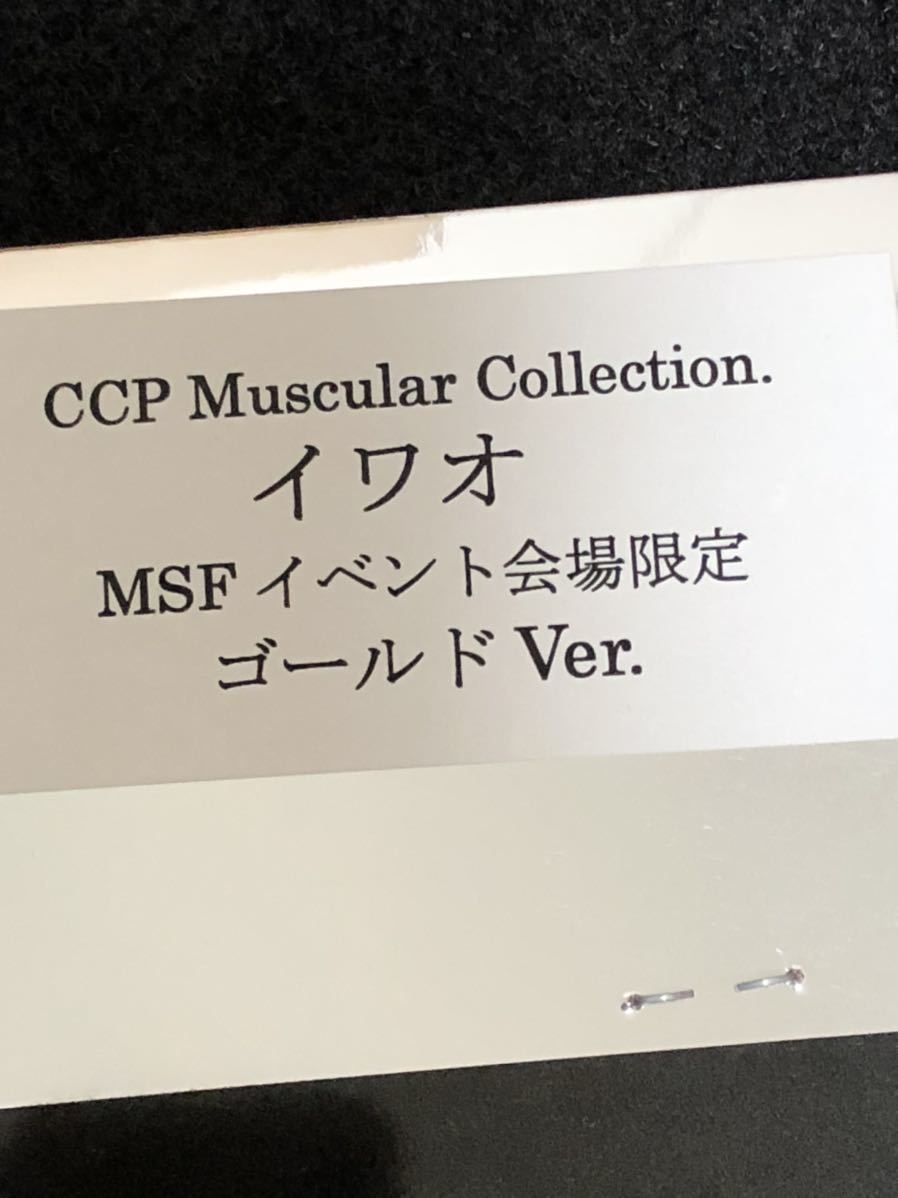 CCP Muscular Collection.
イワオ
MSF イベント会場限定
ゴールド Ver.